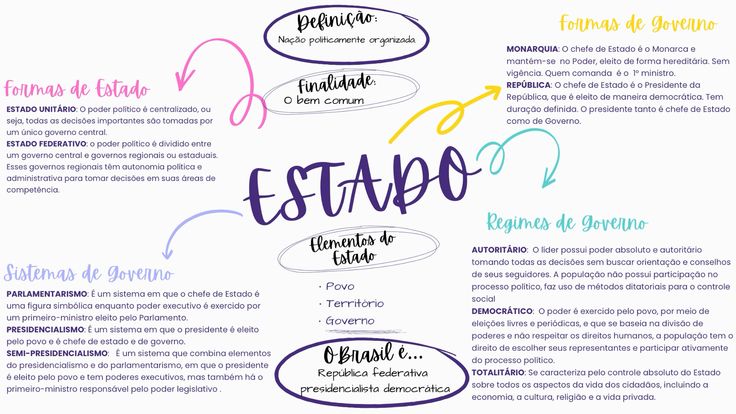 Definição:
Nação politicamente organizada
Finalidade:
O bem comum
Formas de Estado
ESTADO UNITÁRIO: O poder político é centralizado, ou
seja, todas as decisões importantes são tomadas por
um único governo central.
ESTADO FEDERATIVO: o poder político é dividido entre
um governo central e governos regionais ou estaduais.
Esses governos regionais têm autonomia política e
administrativa para tomar decisões em suas áreas de
competência.
Formas de Governo
MONARQUIA: O chefe de Estado é o Monarca e
mantém-se no Poder, eleito de forma hereditária. Sem
vigência. Quem comanda é o 1º ministro.
REPÚBLICA: O chefe de Estado é o Presidente da
República, que é eleito de maneira democrática. Tem
duração definida. O presidente tanto é chefe de Estado
como de Governo.
ESTADO
Sistemas de Governo
PARLAMENTARISMO: É um sistema em que o chefe de Estado é
uma figura simbólica enquanto poder executivo é exercido por
um primeiro-ministro eleito pelo Parlamento.
PRESIDENCIALISMO: É um sistema em que o presidente é eleito
pelo povo e é chefe de estado e de governo.
SEMI-PRESIDENCIALISMO: É um sistema que combina elementos
do presidencialismo e do parlamentarismo, em que o presidente
é eleito pelo povo e tem poderes executivos, mas também há o
primeiro-ministro responsável pelo poder legislativo .
Elementos do
Estado
• Povo
• Território
• Governo
O Brasil é...
República federativa
presidencialista democrática
Regimes de Governo
AUTORITÁRIO: O líder possui poder absoluto e autoritário
tomando todas as decisões sem buscar orientação e conselhos
de seus seguidores. A população não possui participação no
processo político, faz uso de métodos ditatoriais para o controle
social
DEMOCRÁTICO: O poder é exercido pelo povo, por meio de
eleições livres e periódicas, e que se baseia na divisão de
poderes e não respeitar os direitos humanos, a população tem o
direito de escolher seus representantes e participar ativamente
do processo político.
TOTALITÁRIO: Se caracteriza pelo controle absoluto do Estado
sobre todos os aspectos da vida dos cidadãos, incluindo a
economia, a cultura, a religião e a vida privada.